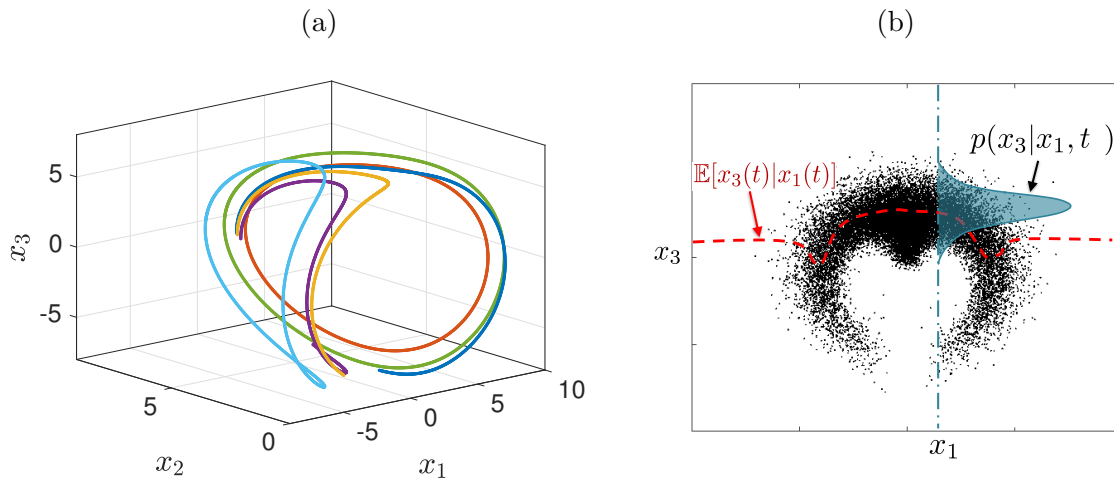 (a)
(b)
5
0
-5
x₃
5
0
x₂
-5
0
5
10
x₁
p(x₃|x₁, t )
𝔼[x₃(t)|x₁(t)]
x₃
x₁